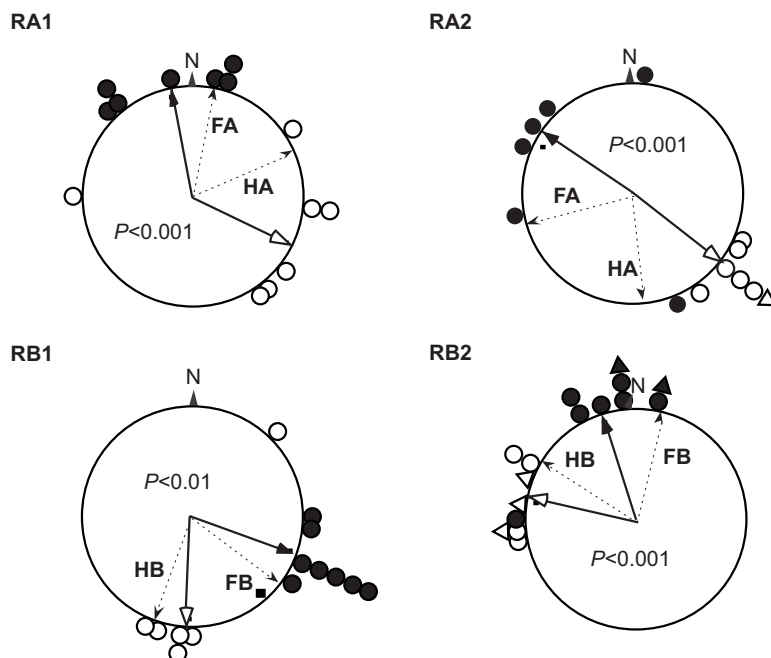 RA1
N
FA
HA
P<0.001
RA2
N
P<0.001
FA
HA
RB1
N
P<0.01
HB
FB
RB2
N
HB
FB
P<0.001